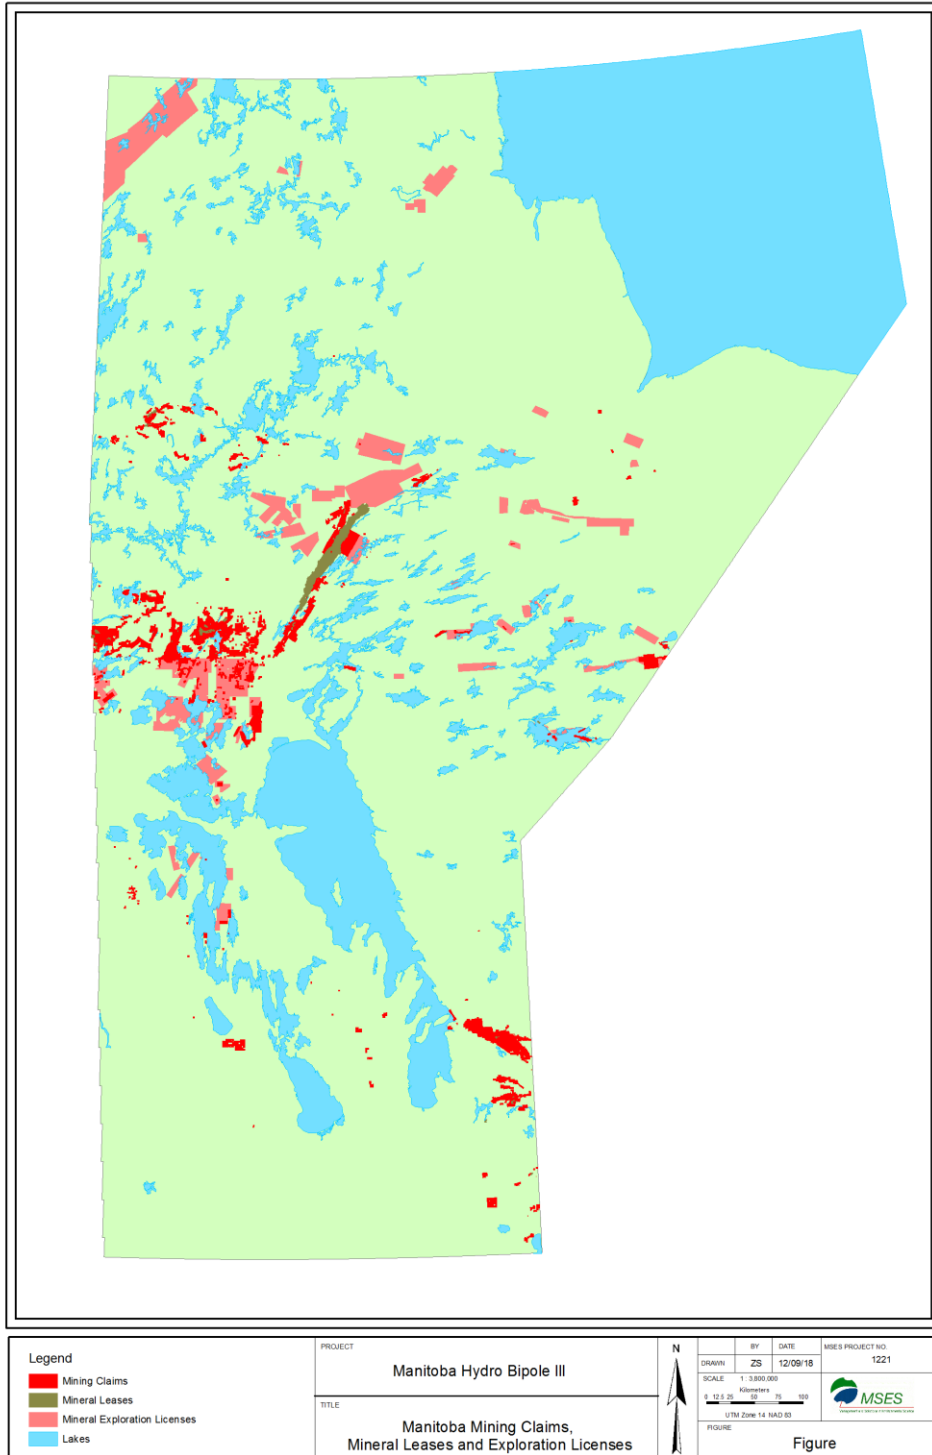 Legend
Mining Claims
Mineral Leases
Mineral Exploration Licenses
Lakes
PROJECT
Manitoba Hydro Bipole III
TITLE
Manitoba Mining Claims,
Mineral Leases and Exploration Licenses
N
BY
DATE
DRAWN
ZS
12/09/18
MSES PROJECT NO.
1221
SCALE
1: 3,800,000
Kilometers
0 12.5 25 50 75 100
UTM Zone 14 NAD 83
MSES
FIGURE
Figure